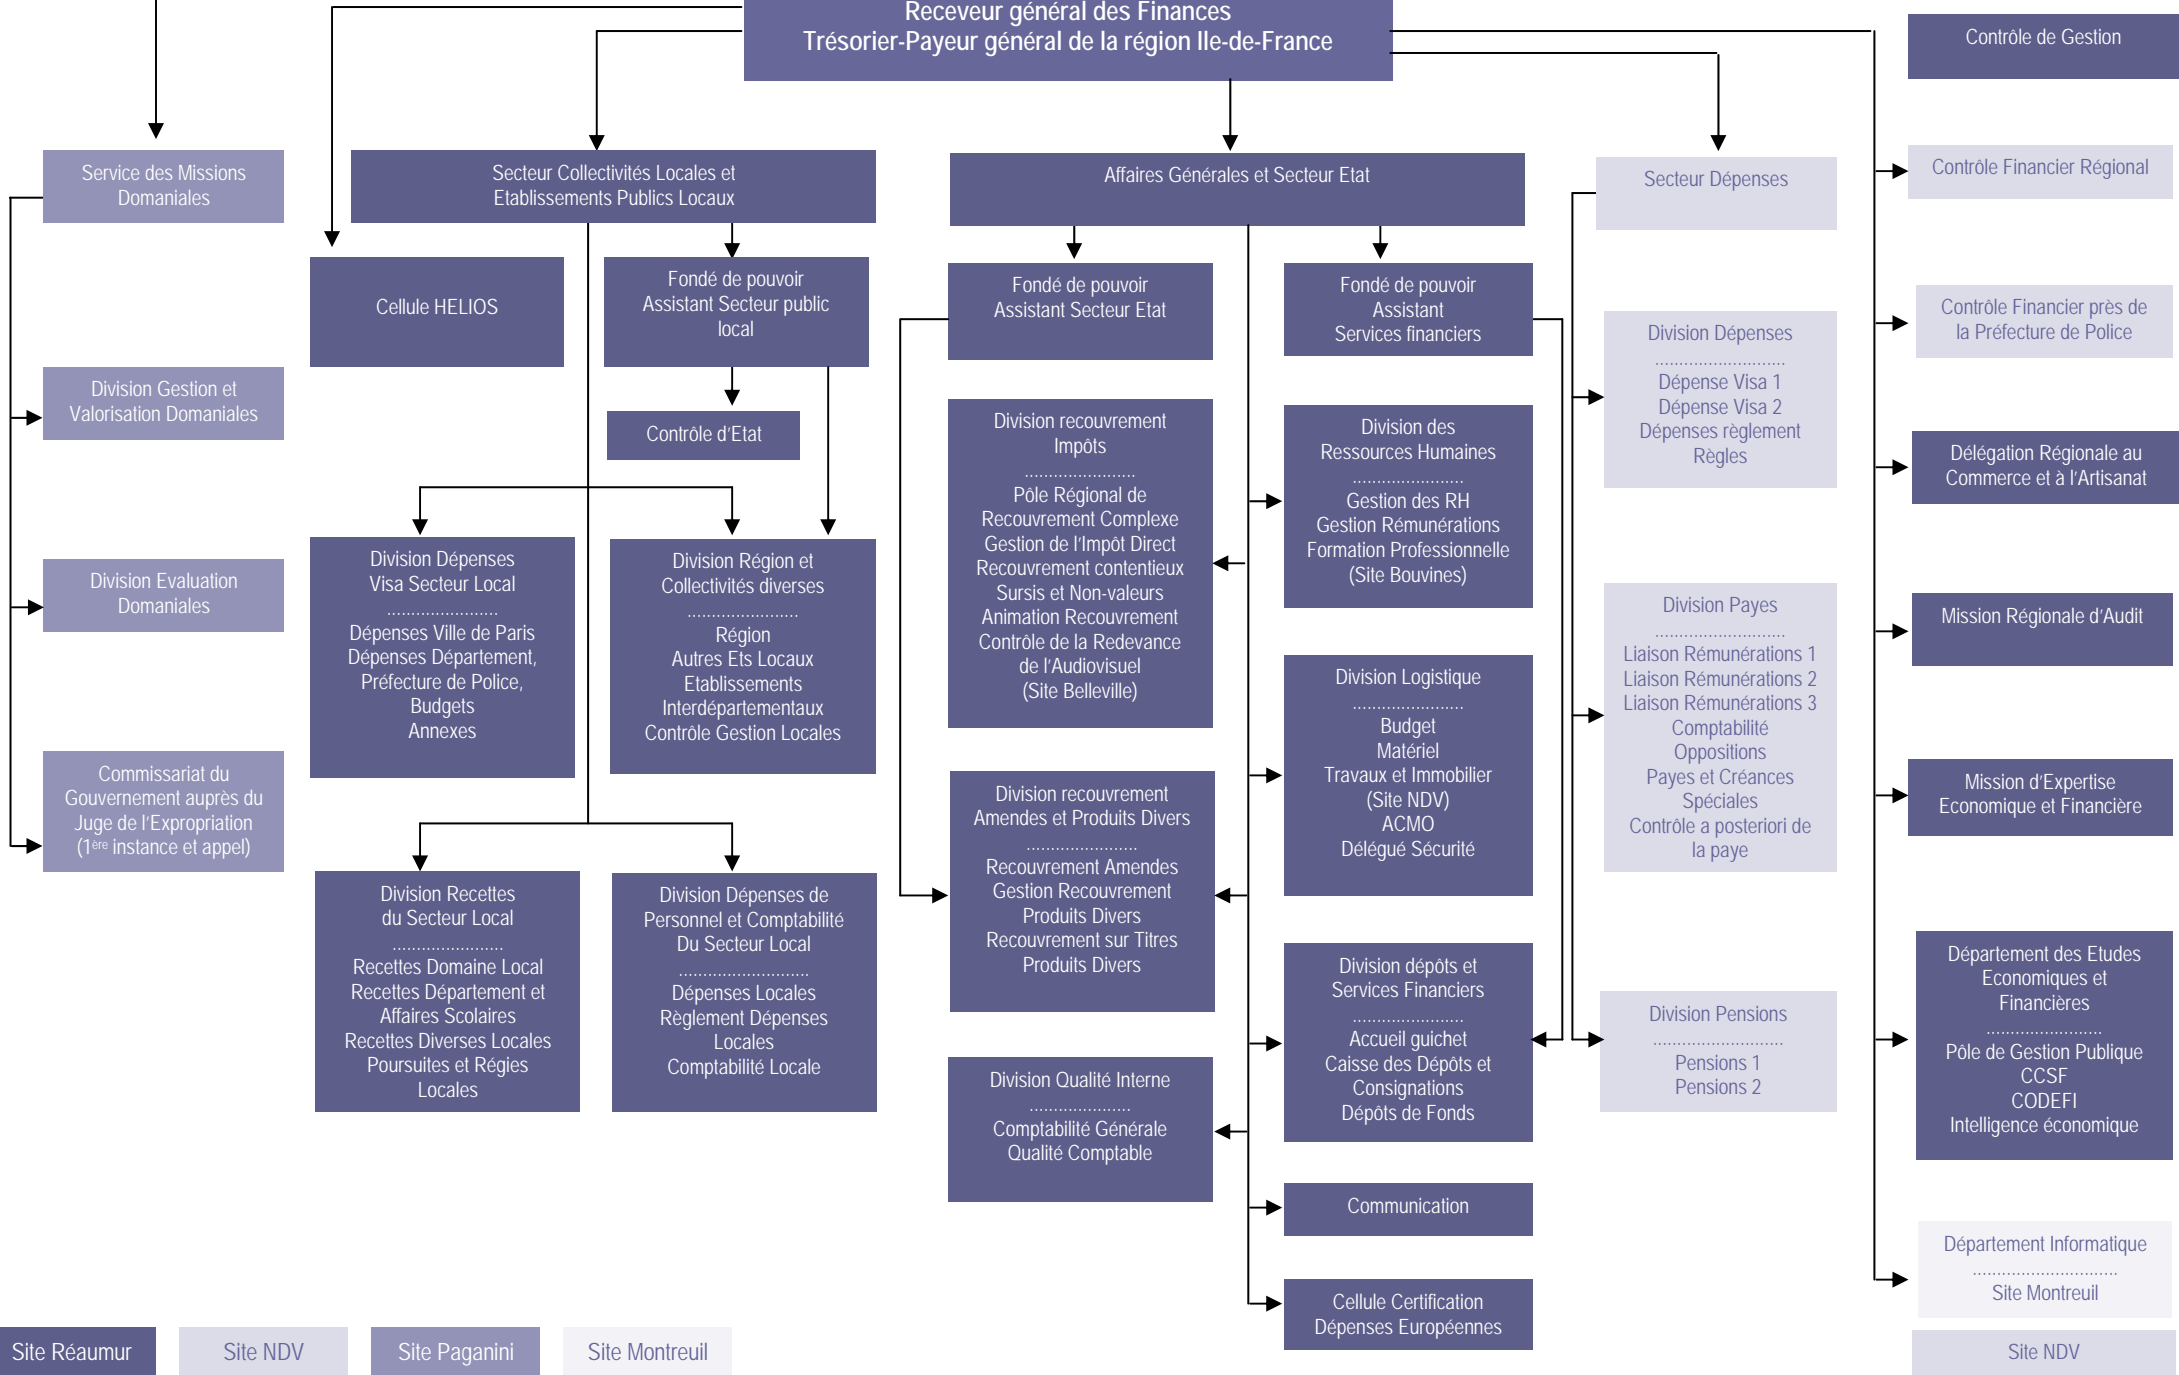 Receveur général des Finances
Trésorier-Payeur général de la région Ile-de-France
Contrôle de Gestion
Service des Missions
Domaniales
Division Gestion et
Valorisation Domaniales
Division Evaluation
Domaniales
Commissariat du
Gouvernement auprès du
Juge de l'Expropriation
(1ère instance et appel)
Secteur Collectivités Locales et
Etablissements Publics Locaux
Cellule HELIOS
Fondé de pouvoir
Assistant Secteur public
local
Contrôle d'Etat
Division Dépenses
Visa Secteur Local
......................
Dépenses Ville de Paris
Dépenses Département,
Préfecture de Police,
Budgets
Annexes
Division Région et
Collectivités diverses
......................
Région
Autres Ets Locaux
Etablissements
Interdépartementaux
Contrôle Gestion Locales
Division Recettes
du Secteur Local
......................
Recettes Domaine Local
Recettes Département et
Affaires Scolaires
Recettes Diverses Locales
Poursuites et Régies
Locales
Division Dépenses de
Personnel et Comptabilité
Du Secteur Local
..........................
Dépenses Locales
Règlement Dépenses
Locales
Comptabilité Locale
Affaires Générales et Secteur Etat
Fondé de pouvoir
Assistant Secteur Etat
Division recouvrement
Impôts
......................
Pôle Régional de
Recouvrement Complexe
Gestion de l'Impôt Direct
Recouvrement contentieux
Sursis et Non-valeurs
Animation Recouvrement
Contrôle de la Redevance
de l'Audiovisuel
(Site Belleville)
Division recouvrement
Amendes et Produits Divers
......................
Recouvrement Amendes
Gestion Recouvrement
Produits Divers
Recouvrement sur Titres
Produits Divers
Division Qualité Interne
....................
Comptabilité Générale
Qualité Comptable
Fondé de pouvoir
Assistant
Services financiers
Division des
Ressources Humaines
......................
Gestion des RH
Gestion Rémunérations
Formation Professionnelle
(Site Bouvines)
Division Logistique
......................
Budget
Matériel
Travaux et Immobilier
(Site NDV)
ACMO
Délégué Sécurité
Division dépôts et
Services Financiers
......................
Accueil guichet
Caisse des Dépôts et
Consignations
Dépôts de Fonds
Communication
Cellule Certification
Dépenses Européennes
Secteur Dépenses
Division Dépenses
..........................
Dépense Visa 1
Dépense Visa 2
Dépenses règlement
Règles
Division Payes
..........................
Liaison Rémunérations 1
Liaison Rémunérations 2
Liaison Rémunérations 3
Comptabilité
Oppositions
Payes et Créances
Spéciales
Contrôle a posteriori de
la paye
Division Pensions
..........................
Pensions 1
Pensions 2
Contrôle Financier Régional
Contrôle Financier près de
la Préfecture de Police
Délégation Régionale au
Commerce et à l'Artisanat
Mission Régionale d'Audit
Mission d'Expertise
Economique et Financière
Département des Etudes
Economiques et
Financières
.......................
Pôle de Gestion Publique
CCSF
CODEFI
Intelligence économique
Département Informatique
.............................
Site Montreuil
Site Réaumur
Site NDV
Site Paganini
Site Montreuil
Site NDV